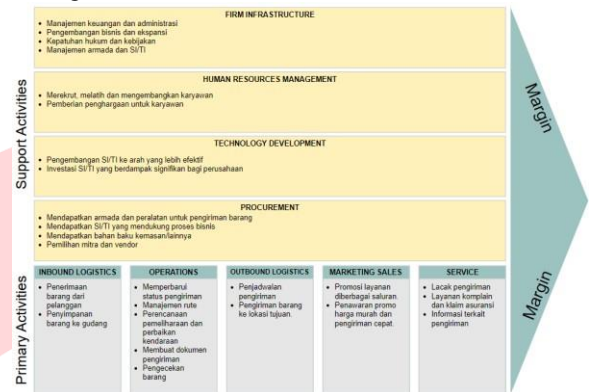 FIRM INFRASTRUCTURE
• Manajemen keuangan dan administrasi
• Pengembangan bisnis dan ekspansi
• Kepatuhan hukum dan kebijakan
• Manajemen armada dan SI/TI
HUMAN RESOURCES MANAGEMENT
• Merekrut, melatih dan mengembangkan karyawan
• Pemberian penghargaan untuk karyawan
TECHNOLOGY DEVELOPMENT
• Pengembangan SI/TI ke arah yang lebih efektif
• Investasi SI/TI yang berdampak signifikan bagi perusahaan
PROCUREMENT
• Mendapatkan armada dan peralatan untuk pengiriman barang
• Mendapatkan SI/TI yang mendukung proses bisnis
• Mendapatkan bahan baku kemasan/lainnya
• Pemilihan mitra dan vendor
Support Activities
Primary Activities
INBOUND LOGISTICS
• Penerimaan
barang dari
pelanggan
• Penyimpanan
barang ke gudang
OPERATIONS
• Memperbarui
status pengiriman
• Manajemen rute
• Perencanaan
pemeliharaan dan
perbaikan
kendaraan
• Membuat dokumen
pengiriman
• Pengecekan
barang
OUTBOUND LOGISTICS
• Penjadwalan
pengiriman
• Pengiriman barang
ke lokasi tujuan.
MARKETING SALES
• Promosi layanan
diberbagai saluran.
• Penawaran promo
harga murah dan
pengiriman cepat.
SERVICE
• Lacak pengiriman
• Layanan komplain
dan klaim asuransi
• Informasi terkait
pengiriman
Margin
Margin